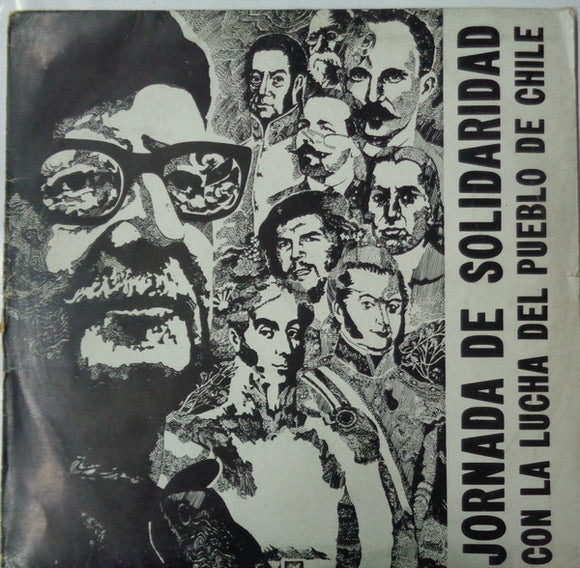 JORNADA DE SOLIDARIDAD
CON LA LUCHA DEL PUEBLO DE CHILE